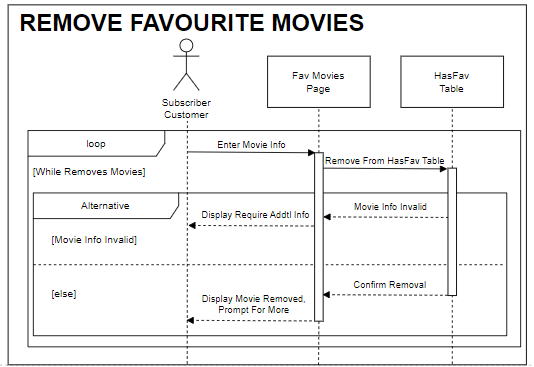 REMOVE FAVOURITE MOVIES
Subscriber
Customer
Fav Movies
Page
HasFav
Table
loop
Enter Movie Info
Remove From HasFav Table
[While Removes Movies]
Alternative
Display Require Addtl Info
Movie Info Invalid
[Movie Info Invalid]
[else]
Confirm Removal
Display Movie Removed,
Prompt For More